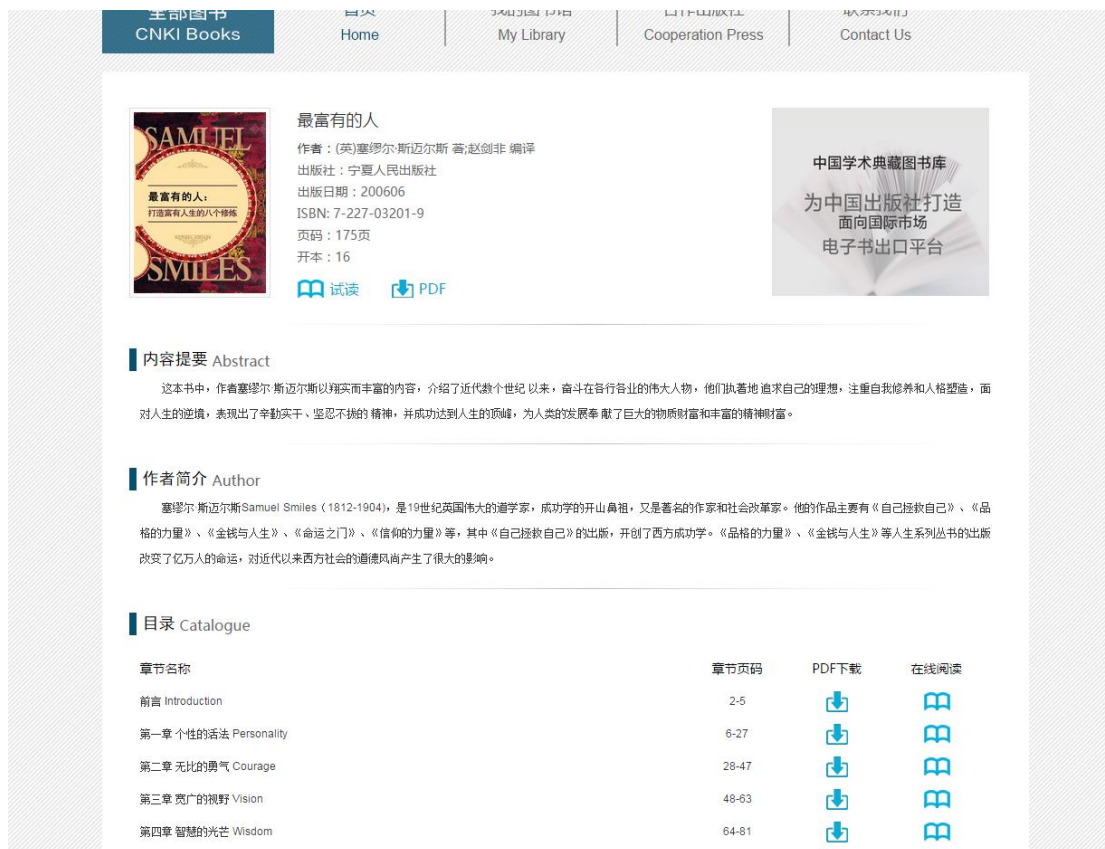 全部图书
CNKI Books
首页
Home
我的图书馆
My Library
合作出版社
Cooperation Press
联系我们
Contact Us
SAMUEL
最富有的人:
打造富有人生的八个修炼
SMILES
最富有的人
作者：(英)塞缪尔·斯迈尔斯 著;赵剑非 编译
出版社：宁夏人民出版社
出版日期：200606
ISBN: 7-227-03201-9
页码：175页
开本：16
试读
PDF
中国学术典藏图书库
为中国出版社打造
面向国际市场
电子书出口平台
内容提要 Abstract
这本书中，作者塞缪尔·斯迈尔斯以翔实而丰富的内容，介绍了近代数个世纪 以来，奋斗在各行各业的伟大人物，他们执著地 追求自己的理想，注重自我修养和人格塑造，面
对人生的逆境，表现出了辛勤实干、坚忍不拔的 精神，并成功达到人生的顶峰，为人类的发展奉 献了巨大的物质财富和丰富的精神财富。
作者简介 Author
塞缪尔·斯迈尔斯Samuel Smiles（1812-1904)，是19世纪英国伟大的道学家，成功学的开山鼻祖，又是著名的作家和社会改革家。他的作品主要有《自己拯救自己》、《品
格的力量》、《金钱与人生》、《命运之门》、《信仰的力量》等，其中《自己拯救自己》的出版，开创了西方成功学。《品格的力量》、《金钱与人生》等人生系列丛书的出版
改变了亿万人的命运，对近代以来西方社会的道德风尚产生了很大的影响。
目录 Catalogue
章节名称 章节页码 PDF下载 在线阅读
前言 Introduction 2-5
第一章 个性的活法 Personality 6-27
第二章 无比的勇气 Courage 28-47
第三章 宽广的视野 Vision 48-63
第四章 智慧的光芒 Wisdom 64-81